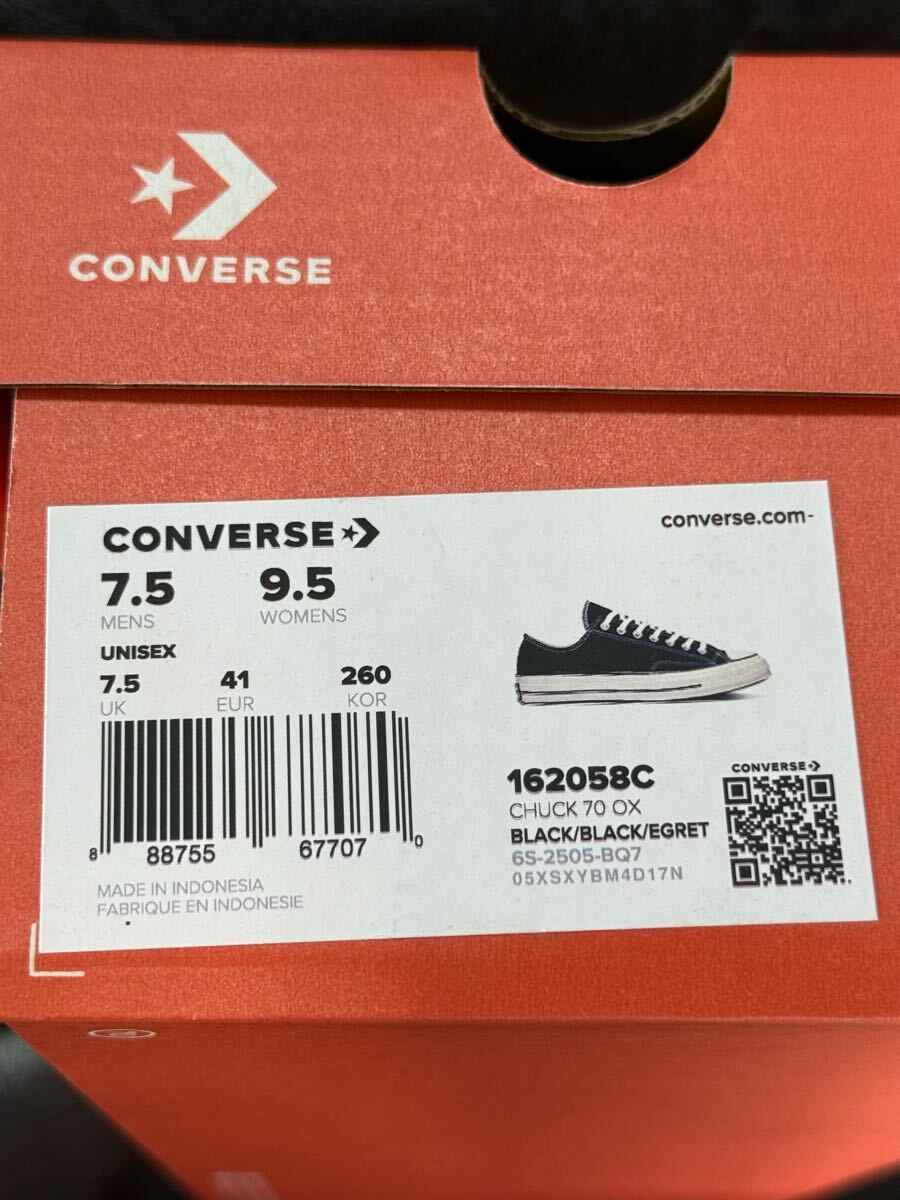 CONVERSE
CONVERSE
converse.com
7.5 9.5
MENS WOMENS
UNISEX
7.5 41 260
UK EUR KOR
8 88755 67707 0
MADE IN INDONESIA
FABRIQUE EN INDONESIE
162058C
CHUCK 70 OX
BLACK/BLACK/EGRET
6S-2505-BQ7
05XSXYBM4D17N
CONVERSE